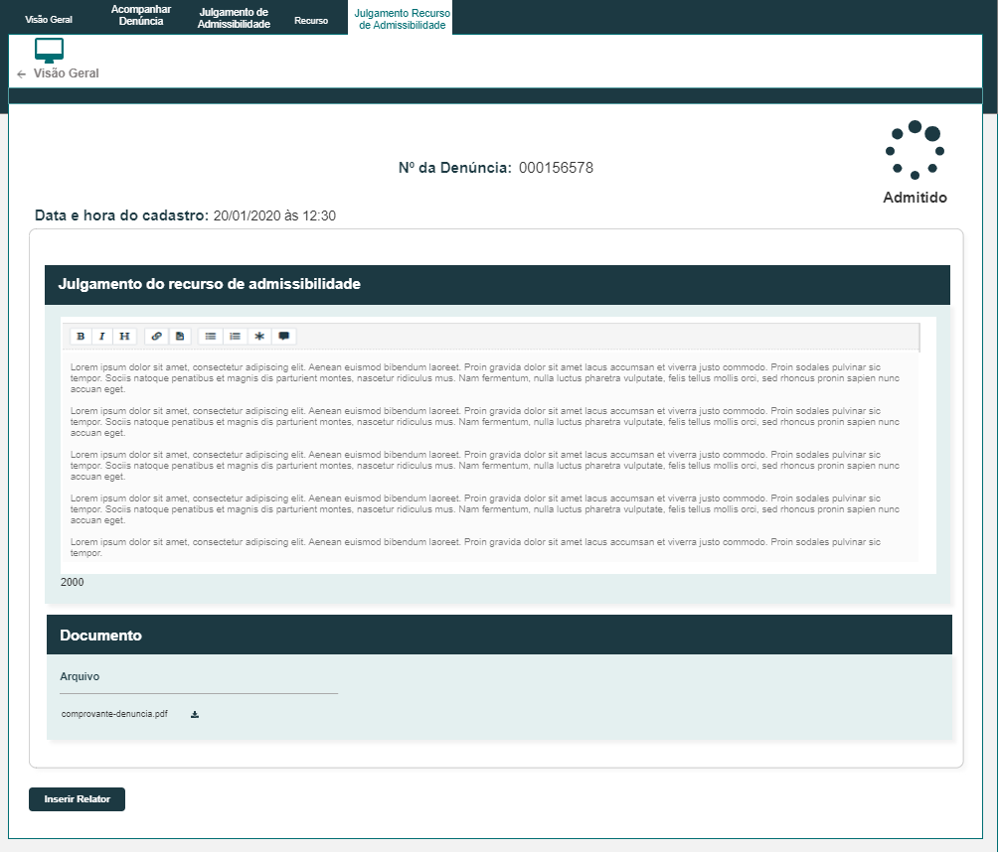 Visão Geral
Acompanhar
Denúncia
Julgamento de
Admissibilidade
Recurso
Julgamento Recurso
de Admissibilidade
← Visão Geral
Nº da Denúncia: 000156578
Admitido
Data e hora do cadastro: 20/01/2020 às 12:30
Julgamento do recurso de admissibilidade
B I H
Lorem ipsum dolor sit amet, consectetur adipiscing elit. Aenean euismod bibendum laoreet. Proin gravida dolor sit amet lacus accumsan et viverra justo commodo. Proin sodales pulvinar sic
tempor. Sociis natoque penatibus et magnis dis parturient montes, nascetur ridiculus mus. Nam fermentum, nulla luctus pharetra vulputate, felis tellus mollis orci, sed rhoncus pronin sapien nunc
accuan eget.
Lorem ipsum dolor sit amet, consectetur adipiscing elit. Aenean euismod bibendum laoreet. Proin gravida dolor sit amet lacus accumsan et viverra justo commodo. Proin sodales pulvinar sic
tempor. Sociis natoque penatibus et magnis dis parturient montes, nascetur ridiculus mus. Nam fermentum, nulla luctus pharetra vulputate, felis tellus mollis orci, sed rhoncus pronin sapien nunc
accuan eget.
Lorem ipsum dolor sit amet, consectetur adipiscing elit. Aenean euismod bibendum laoreet. Proin gravida dolor sit amet lacus accumsan et viverra justo commodo. Proin sodales pulvinar sic
tempor. Sociis natoque penatibus et magnis dis parturient montes, nascetur ridiculus mus. Nam fermentum, nulla luctus pharetra vulputate, felis tellus mollis orci, sed rhoncus pronin sapien nunc
accuan eget.
Lorem ipsum dolor sit amet, consectetur adipiscing elit. Aenean euismod bibendum laoreet. Proin gravida dolor sit amet lacus accumsan et viverra justo commodo. Proin sodales pulvinar sic
tempor. Sociis natoque penatibus et magnis dis parturient montes, nascetur ridiculus mus. Nam fermentum, nulla luctus pharetra vulputate, felis tellus mollis orci, sed rhoncus pronin sapien nunc
accuan eget.
Lorem ipsum dolor sit amet, consectetur adipiscing elit. Aenean euismod bibendum laoreet. Proin gravida dolor sit amet lacus accumsan et viverra justo commodo. Proin sodales pulvinar sic
tempor.
2000
Documento
Arquivo
comprovante-denuncia.pdf
Inserir Relator